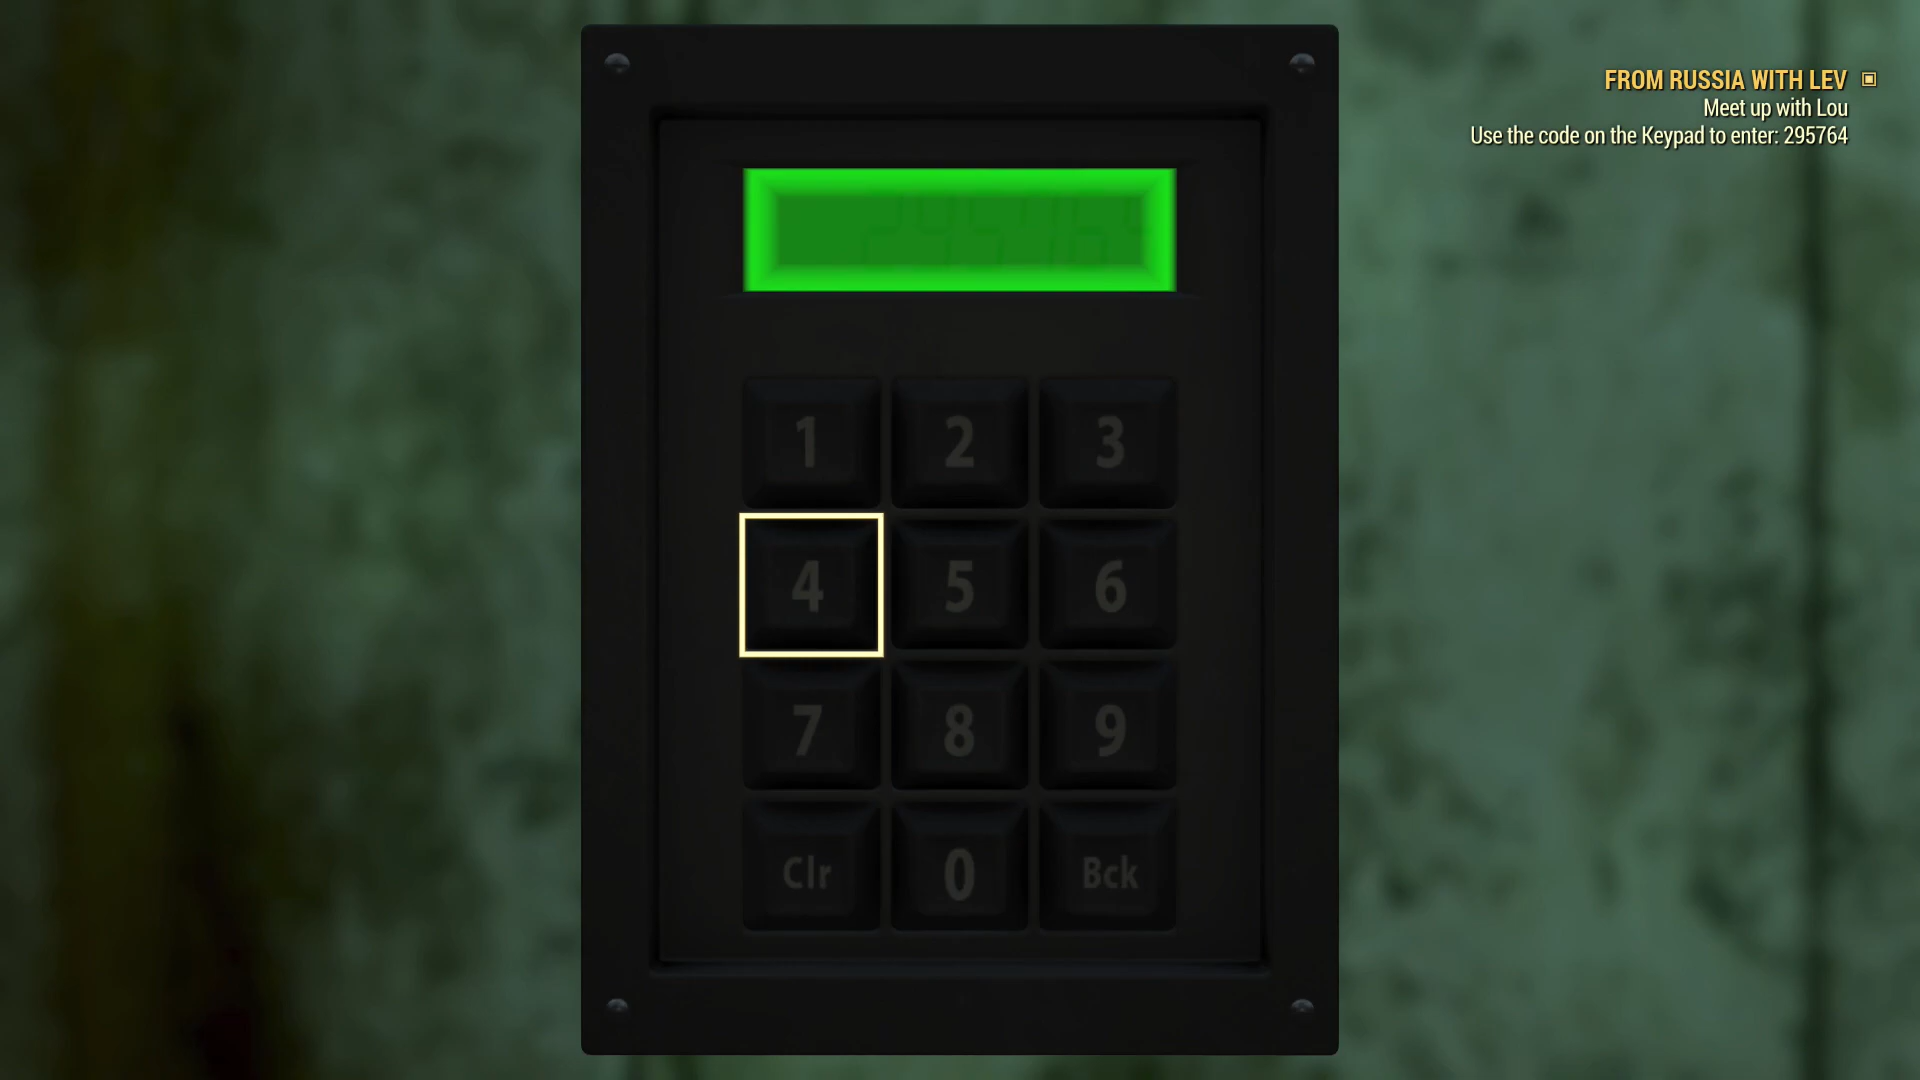 FROM RUSSIA WITH LEV
Meet up with Lou
Use the code on the Keypad to enter: 295764
1 2 3
4 5 6
7 8 9
Clr 0 Bck